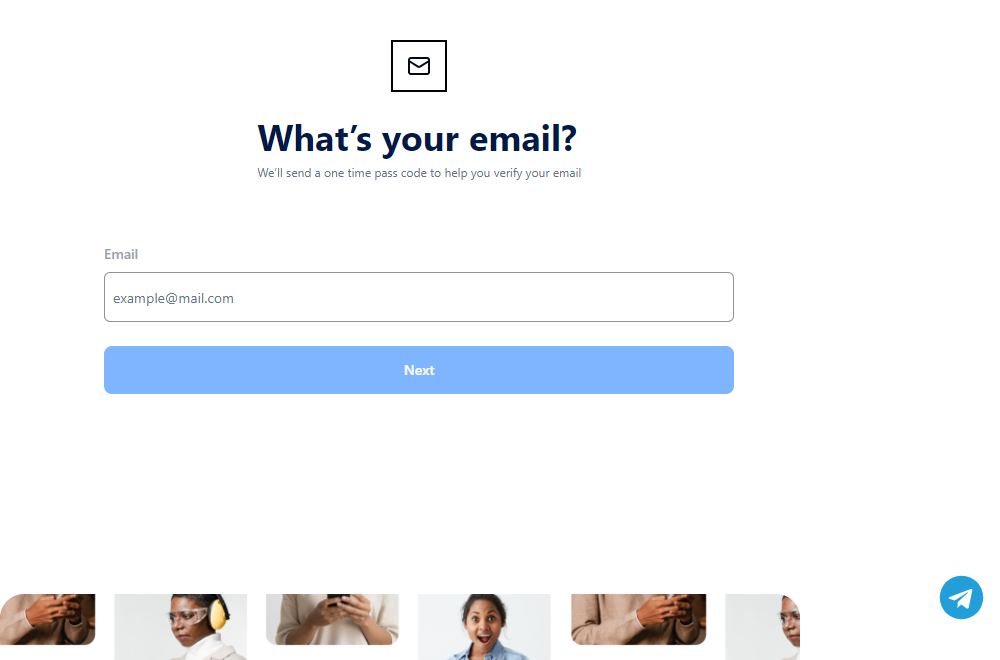 What’s your email?
We’ll send a one time pass code to help you verify your email
Email
example@mail.com
Next